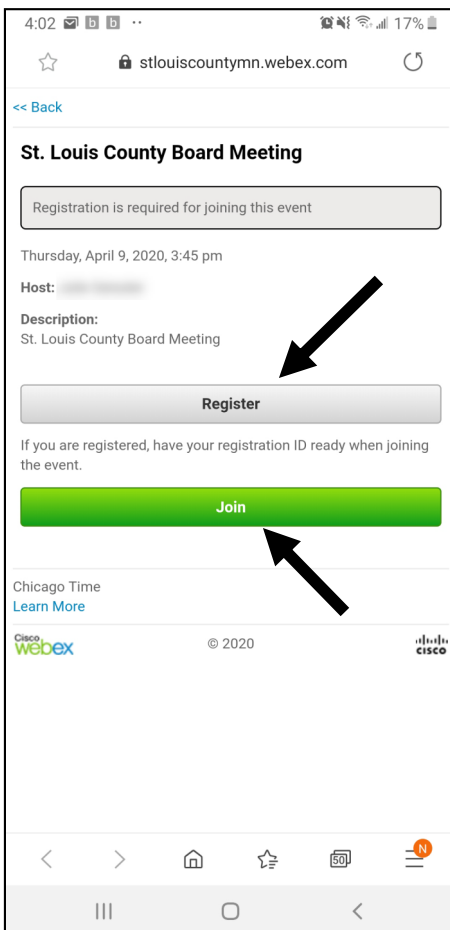 4:02 b b 17%
stlouiscountymn.webex.com
<< Back
St. Louis County Board Meeting
Registration is required for joining this event
Thursday, April 9, 2020, 3:45 pm
Host:
Description:
St. Louis County Board Meeting
Register
If you are registered, have your registration ID ready when joining
the event.
Join
Chicago Time
Learn More
Cisco webex © 2020 CISCO
50 N